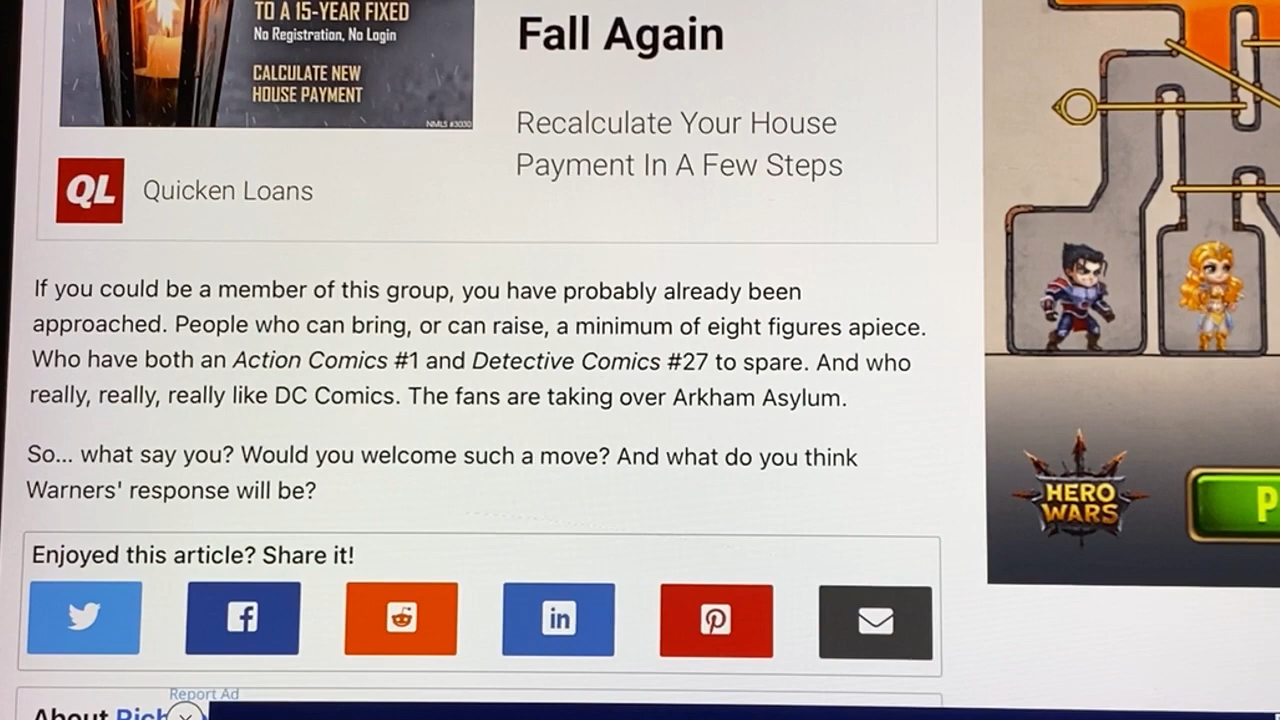 TO A 15-YEAR FIXED
No Registration, No Login
CALCULATE NEW
HOUSE PAYMENT
NMLS #3030
Fall Again
Recalculate Your House
Payment In A Few Steps
QL
Quicken Loans
If you could be a member of this group, you have probably already been
approached. People who can bring, or can raise, a minimum of eight figures apiece.
Who have both an Action Comics #1 and Detective Comics #27 to spare. And who
really, really, really like DC Comics. The fans are taking over Arkham Asylum.
So... what say you? Would you welcome such a move? And what do you think
Warners' response will be?
HERO
WARS
P
Enjoyed this article? Share it!
f
in
Report Ad
About Rich